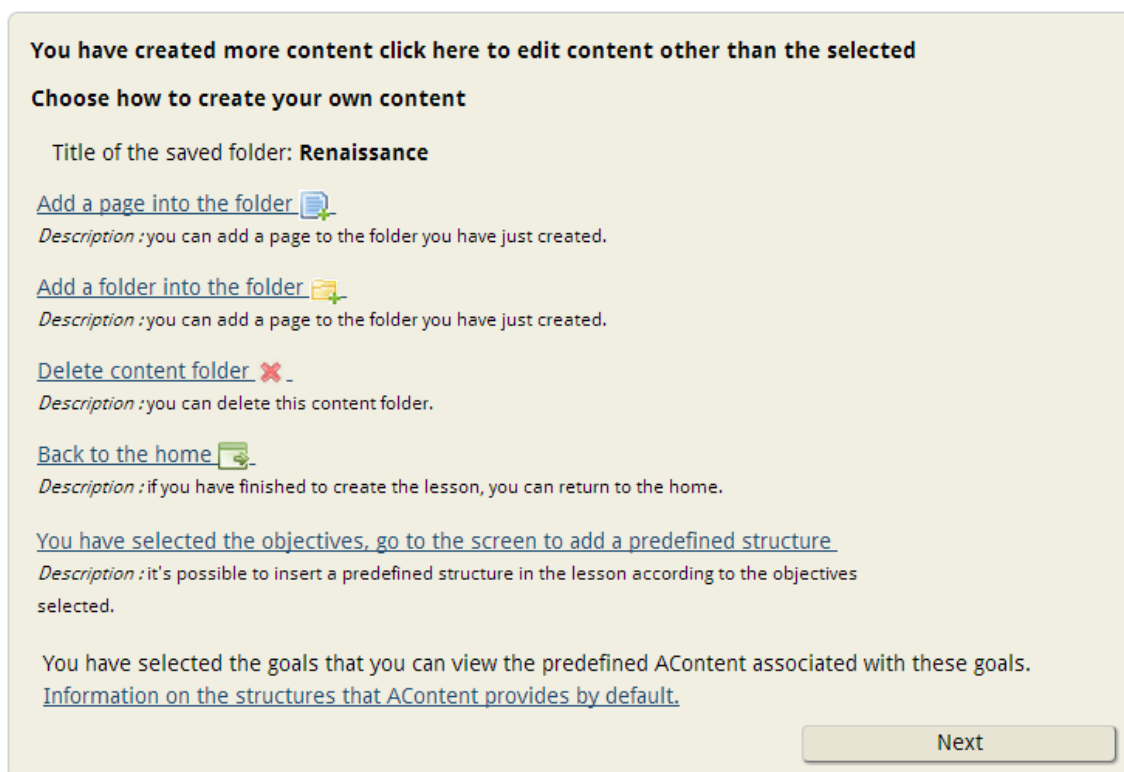 You have created more content click here to edit content other than the selected
Choose how to create your own content
Title of the saved folder: Renaissance
Add a page into the folder
Description : you can add a page to the folder you have just created.
Add a folder into the folder
Description : you can add a page to the folder you have just created.
Delete content folder
Description : you can delete this content folder.
Back to the home
Description : if you have finished to create the lesson, you can return to the home.
You have selected the objectives, go to the screen to add a predefined structure
Description : it's possible to insert a predefined structure in the lesson according to the objectives
selected.
You have selected the goals that you can view the predefined AContent associated with these goals.
Information on the structures that AContent provides by default.
Next